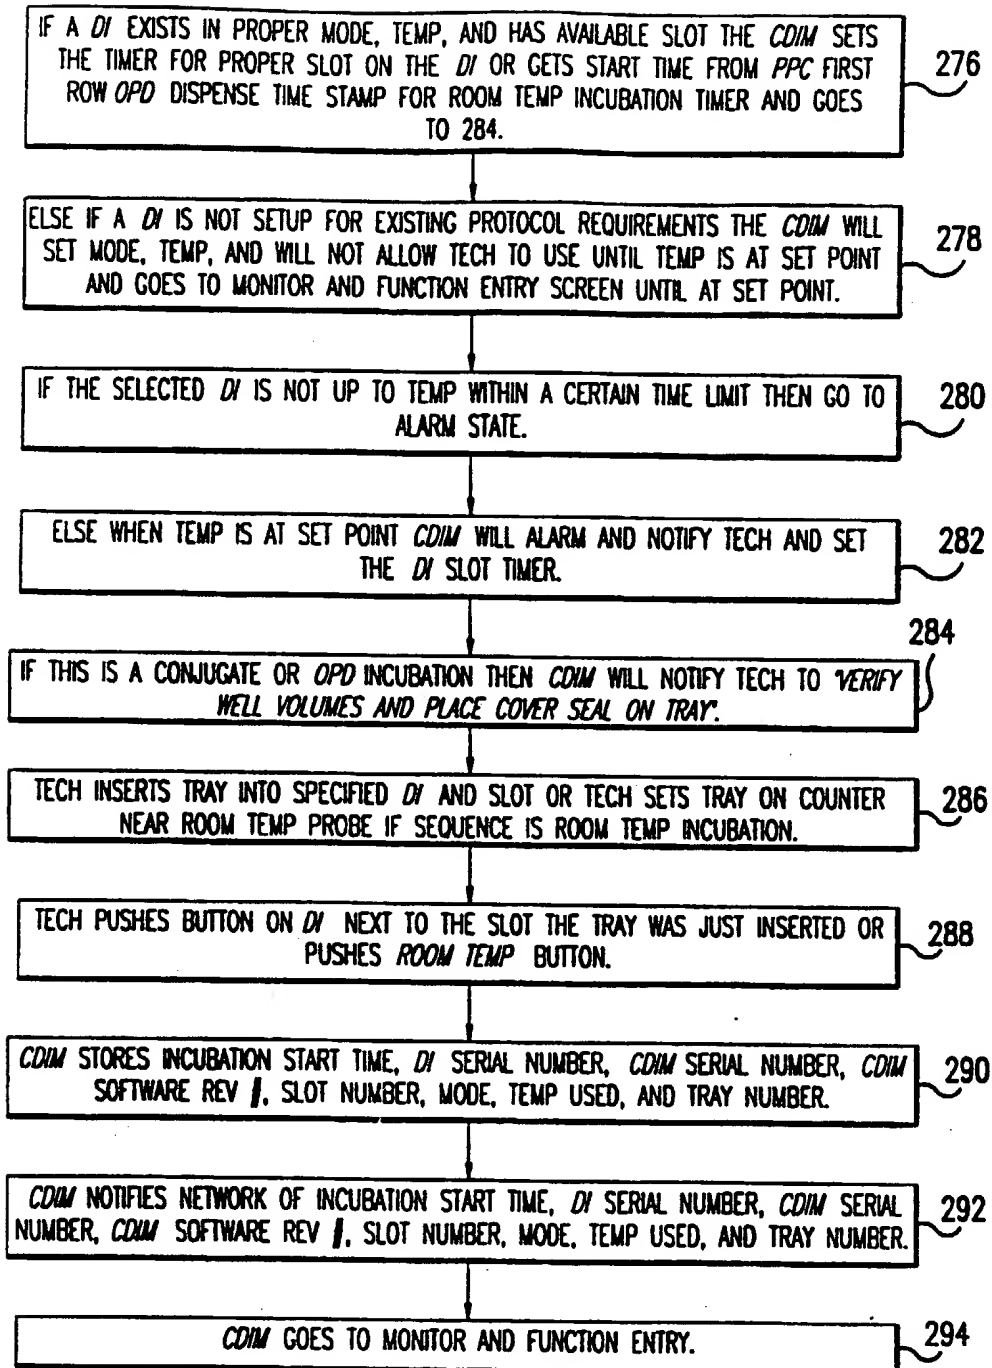 IF A DI EXISTS IN PROPER MODE, TEMP, AND HAS AVAILABLE SLOT THE CDIM SETS
THE TIMER FOR PROPER SLOT ON THE DI OR GETS START TIME FROM PPC FIRST
ROW OPD DISPENSE TIME STAMP FOR ROOM TEMP INCUBATION TIMER AND GOES
TO 284.
276
ELSE IF A DI IS NOT SETUP FOR EXISTING PROTOCOL REQUIREMENTS THE CDIM WILL
SET MODE, TEMP, AND WILL NOT ALLOW TECH TO USE UNTIL TEMP IS AT SET POINT
AND GOES TO MONITOR AND FUNCTION ENTRY SCREEN UNTIL AT SET POINT.
278
IF THE SELECTED DI IS NOT UP TO TEMP WITHIN A CERTAIN TIME LIMIT THEN GO TO
ALARM STATE.
280
ELSE WHEN TEMP IS AT SET POINT CDIM WILL ALARM AND NOTIFY TECH AND SET
THE DI SLOT TIMER.
282
284
IF THIS IS A CONJUGATE OR OPD INCUBATION THEN CDIM WILL NOTIFY TECH TO 'VERIFY
WELL VOLUMES AND PLACE COVER SEAL ON TRAY'.
TECH INSERTS TRAY INTO SPECIFIED DI AND SLOT OR TECH SETS TRAY ON COUNTER
NEAR ROOM TEMP PROBE IF SEQUENCE IS ROOM TEMP INCUBATION.
286
TECH PUSHES BUTTON ON DI NEXT TO THE SLOT THE TRAY WAS JUST INSERTED OR
PUSHES ROOM TEMP BUTTON.
288
CDIM STORES INCUBATION START TIME, DI SERIAL NUMBER, CDIM SERIAL NUMBER, CDIM
SOFTWARE REV #, SLOT NUMBER, MODE, TEMP USED, AND TRAY NUMBER.
290
CDIM NOTIFIES NETWORK OF INCUBATION START TIME, DI SERIAL NUMBER, CDIM SERIAL
NUMBER, CDIM SOFTWARE REV #, SLOT NUMBER, MODE, TEMP USED, AND TRAY NUMBER.
292
CDIM GOES TO MONITOR AND FUNCTION ENTRY.
294